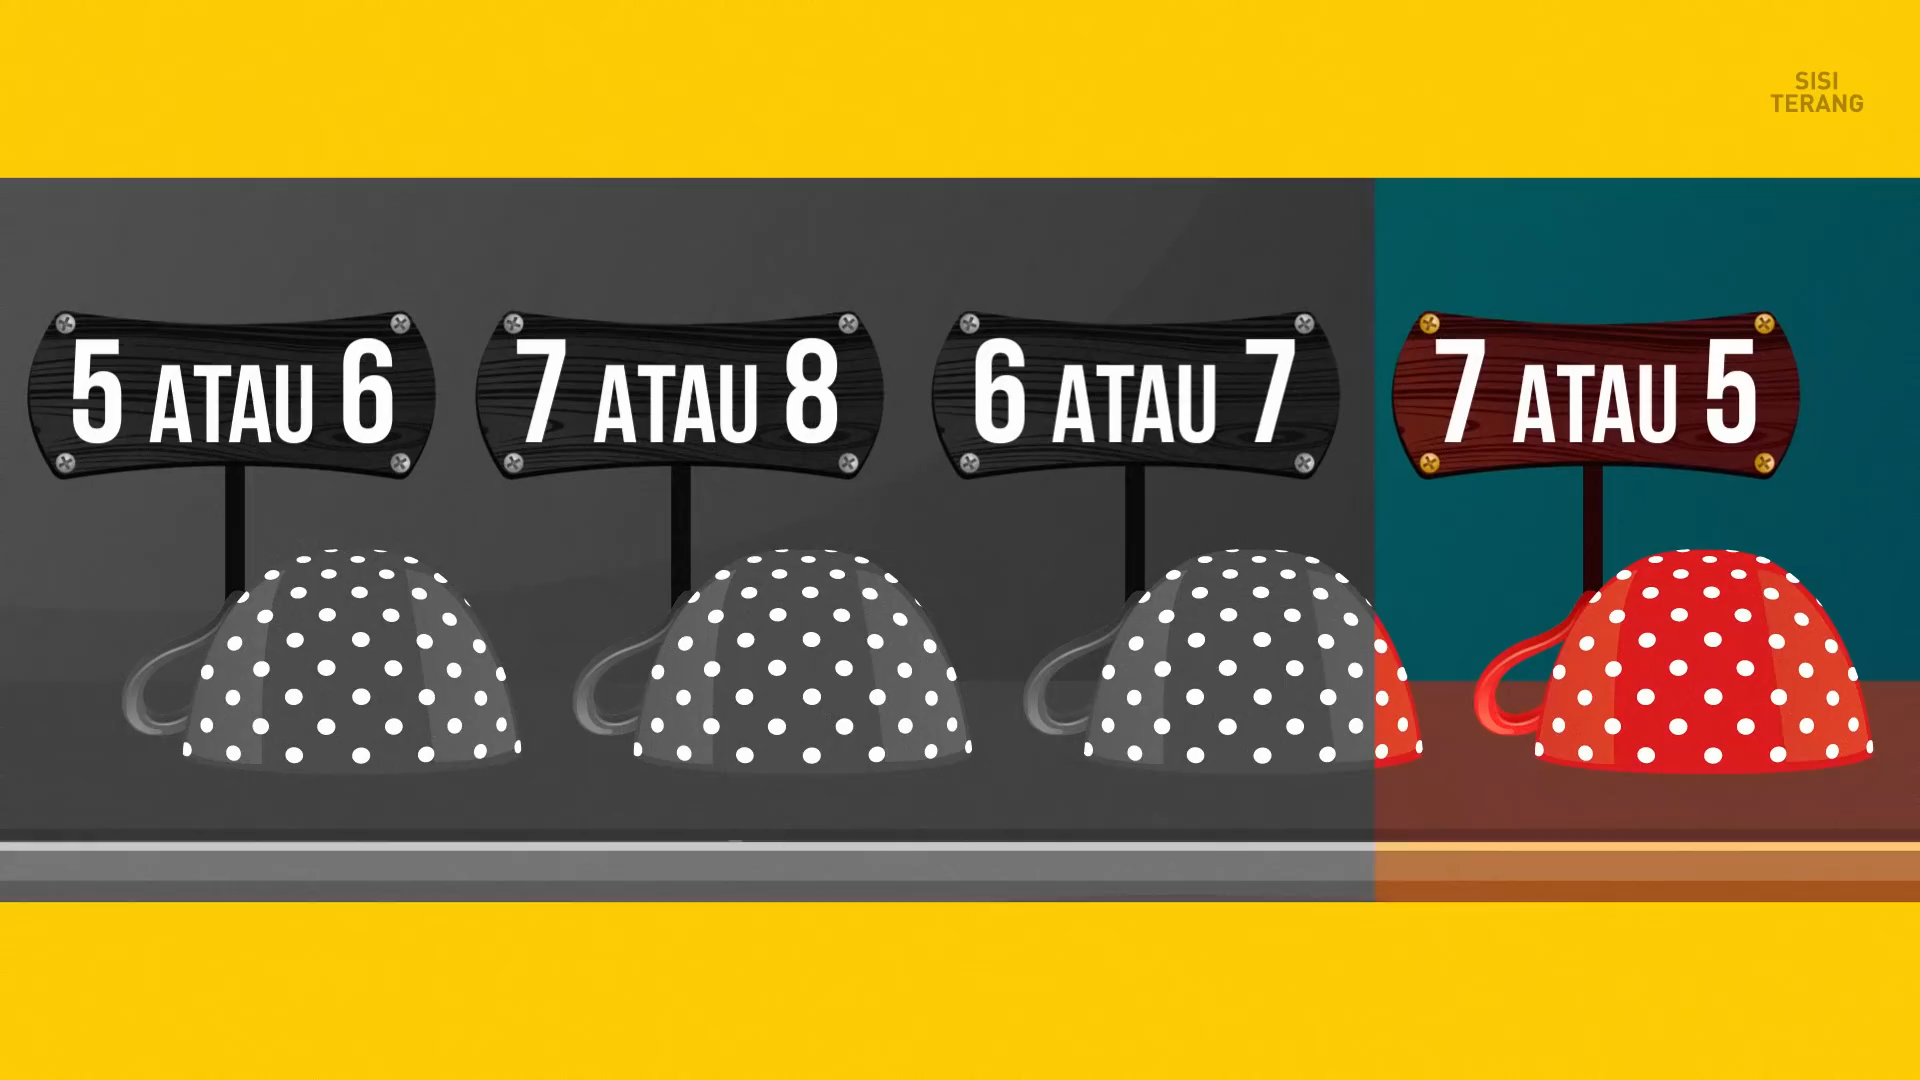 SISI
TERANG
5 ATAU 6
7 ATAU 8
6 ATAU 7
7 ATAU 5